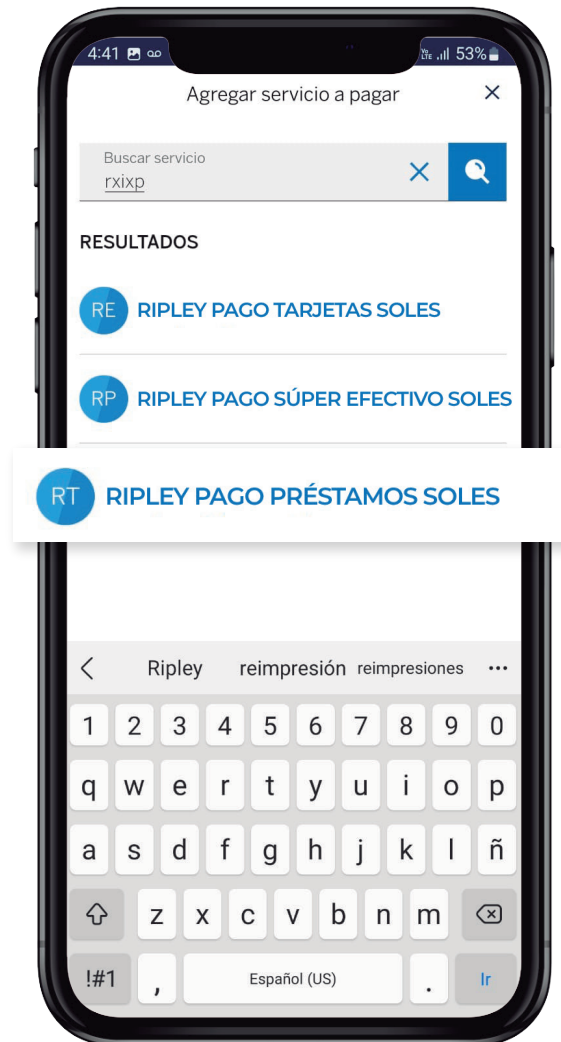 4:41
VoLTE 53%
Agregar servicio a pagar
Buscar servicio
rxixp
RESULTADOS
RE RIPLEY PAGO TARJETAS SOLES
RP RIPLEY PAGO SÚPER EFECTIVO SOLES
RT RIPLEY PAGO PRÉSTAMOS SOLES
Ripley reimpresión reimpresiones
1 2 3 4 5 6 7 8 9 0
q w e r t y u i o p
a s d f g h j k l ñ
z x c v b n m
!#1 , Español (US) . Ir